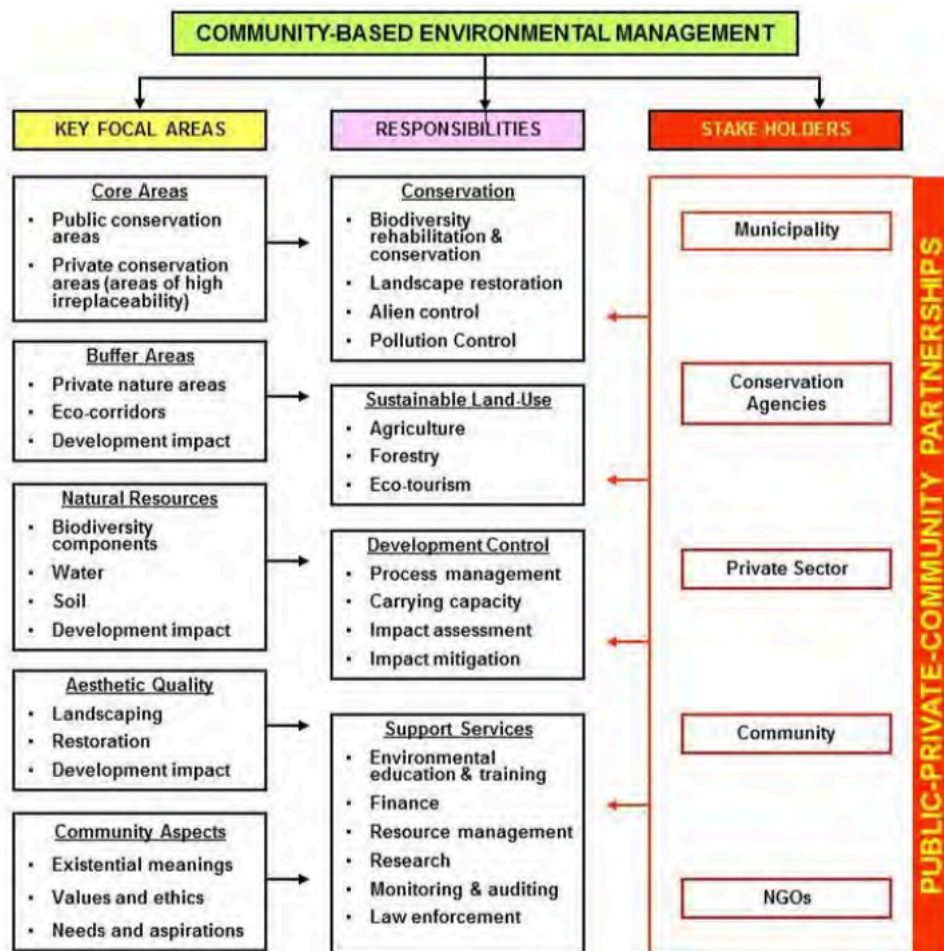 COMMUNITY-BASED ENVIRONMENTAL MANAGEMENT
KEY FOCAL AREAS
Core Areas
• Public conservation
areas
• Private conservation
areas (areas of high
irreplaceability)
Buffer Areas
• Private nature areas
• Eco-corridors
• Development impact
Natural Resources
• Biodiversity
components
• Water
• Soil
• Development impact
Aesthetic Quality
• Landscaping
• Restoration
• Development impact
Community Aspects
• Existential meanings
• Values and ethics
• Needs and aspirations
RESPONSIBILITIES
Conservation
• Biodiversity
rehabilitation &
conservation
• Landscape restoration
• Alien control
• Pollution Control
Sustainable Land-Use
• Agriculture
• Forestry
• Eco-tourism
Development Control
• Process management
• Carrying capacity
• Impact assessment
• Impact mitigation
Support Services
• Environmental
education & training
• Finance
• Resource management
• Research
• Monitoring & auditing
• Law enforcement
STAKE HOLDERS
Municipality
Conservation
Agencies
Private Sector
Community
NGOs
PUBLIC-PRIVATE-COMMUNITY PARTNERSHIPS